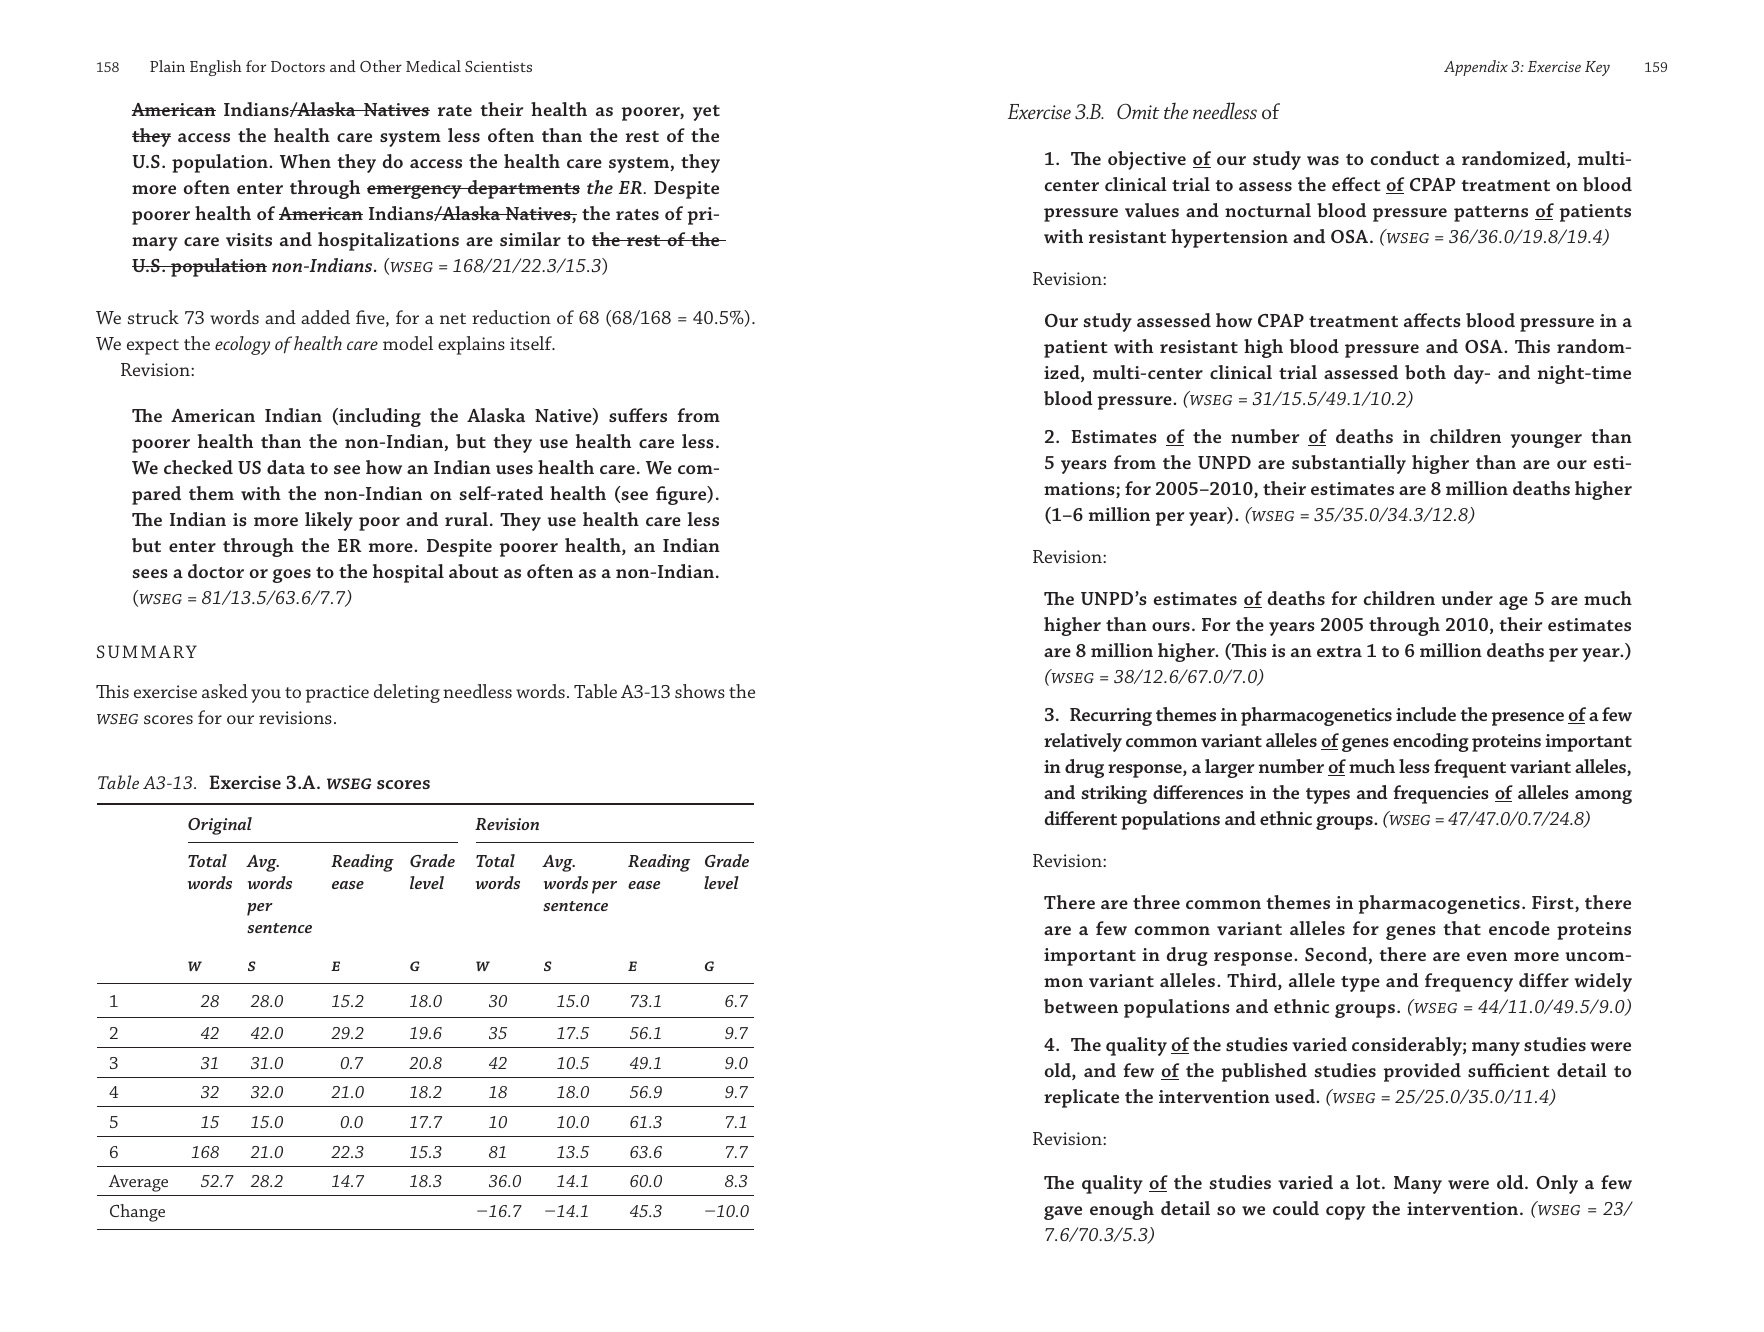 158 Plain English for Doctors and Other Medical Scientists
American Indians/Alaska Natives rate their health as poorer, yet
they access the health care system less often than the rest of the
U.S. population. When they do access the health care system, they
more often enter through emergency departments the ER. Despite
poorer health of American Indians/Alaska Natives, the rates of pri-
mary care visits and hospitalizations are similar to the rest of the
U.S. population non-Indians. (WSEG = 168/21/22.3/15.3)
We struck 73 words and added five, for a net reduction of 68 (68/168 = 40.5%).
We expect the ecology of health care model explains itself.
Revision:
The American Indian (including the Alaska Native) suffers from
poorer health than the non-Indian, but they use health care less.
We checked US data to see how an Indian uses health care. We com-
pared them with the non-Indian on self-rated health (see figure).
The Indian is more likely poor and rural. They use health care less
but enter through the ER more. Despite poorer health, an Indian
sees a doctor or goes to the hospital about as often as a non-Indian.
(WSEG = 81/13.5/63.6/7.7)
SUMMARY
This exercise asked you to practice deleting needless words. Table A3-13 shows the
WSEG scores for our revisions.
Table A3-13. Exercise 3.A. WSEG scores
Original Revision
Total Avg. Reading Grade Total Avg. Reading Grade
words words ease level words words per ease level
per sentence
sentence
W S E G W S E G
1 28 28.0 15.2 18.0 30 15.0 73.1 6.7
2 42 42.0 29.2 19.6 35 17.5 56.1 9.7
3 31 31.0 0.7 20.8 42 10.5 49.1 9.0
4 32 32.0 21.0 18.2 18 18.0 56.9 9.7
5 15 15.0 0.0 17.7 10 10.0 61.3 7.1
6 168 21.0 22.3 15.3 81 13.5 63.6 7.7
Average 52.7 28.2 14.7 18.3 36.0 14.1 60.0 8.3
Change −16.7 −14.1 45.3 −10.0
Appendix 3: Exercise Key 159
Exercise 3.B. Omit the needless of
1. The objective of our study was to conduct a randomized, multi-
center clinical trial to assess the effect of CPAP treatment on blood
pressure values and nocturnal blood pressure patterns of patients
with resistant hypertension and OSA. (WSEG = 36/36.0/19.8/19.4)
Revision:
Our study assessed how CPAP treatment affects blood pressure in a
patient with resistant high blood pressure and OSA. This random-
ized, multi-center clinical trial assessed both day- and night-time
blood pressure. (WSEG = 31/15.5/49.1/10.2)
2. Estimates of the number of deaths in children younger than
5 years from the UNPD are substantially higher than are our esti-
mations; for 2005–2010, their estimates are 8 million deaths higher
(1–6 million per year). (WSEG = 35/35.0/34.3/12.8)
Revision:
The UNPD’s estimates of deaths for children under age 5 are much
higher than ours. For the years 2005 through 2010, their estimates
are 8 million higher. (This is an extra 1 to 6 million deaths per year.)
(WSEG = 38/12.6/67.0/7.0)
3. Recurring themes in pharmacogenetics include the presence of a few
relatively common variant alleles of genes encoding proteins important
in drug response, a larger number of much less frequent variant alleles,
and striking differences in the types and frequencies of alleles among
different populations and ethnic groups. (WSEG = 47/47.0/0.7/24.8)
Revision:
There are three common themes in pharmacogenetics. First, there
are a few common variant alleles for genes that encode proteins
important in drug response. Second, there are even more uncom-
mon variant alleles. Third, allele type and frequency differ widely
between populations and ethnic groups. (WSEG = 44/11.0/49.5/9.0)
4. The quality of the studies varied considerably; many studies were
old, and few of the published studies provided sufficient detail to
replicate the intervention used. (WSEG = 25/25.0/35.0/11.4)
Revision:
The quality of the studies varied a lot. Many were old. Only a few
gave enough detail so we could copy the intervention. (WSEG = 23/
7.6/70.3/5.3)